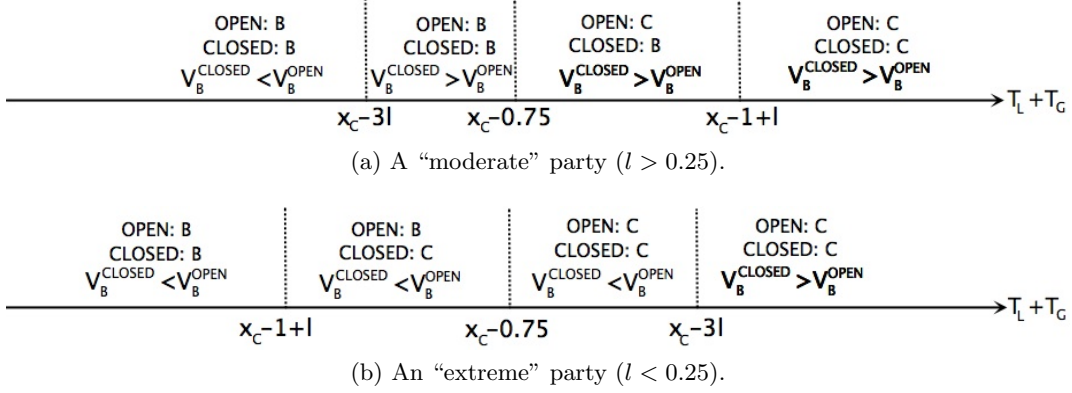 OPEN: B OPEN: B OPEN: C OPEN: C
CLOSED: B CLOSED: B CLOSED: B CLOSED: C
V_B^CLOSED <V_B^OPEN V_B^CLOSED >V_B^OPEN V_B^CLOSED >V_B^OPEN V_B^CLOSED >V_B^OPEN
T_L+T_G
x_C-3l x_C-0.75 x_C-1+l
(a) A “moderate” party (l > 0.25).
OPEN: B OPEN: B OPEN: C OPEN: C
CLOSED: B CLOSED: C CLOSED: C CLOSED: C
V_B^CLOSED <V_B^OPEN V_B^CLOSED <V_B^OPEN V_B^CLOSED <V_B^OPEN V_B^CLOSED >V_B^OPEN
T_L+T_G
x_C-1+l x_C-0.75 x_C-3l
(b) An “extreme” party (l < 0.25).